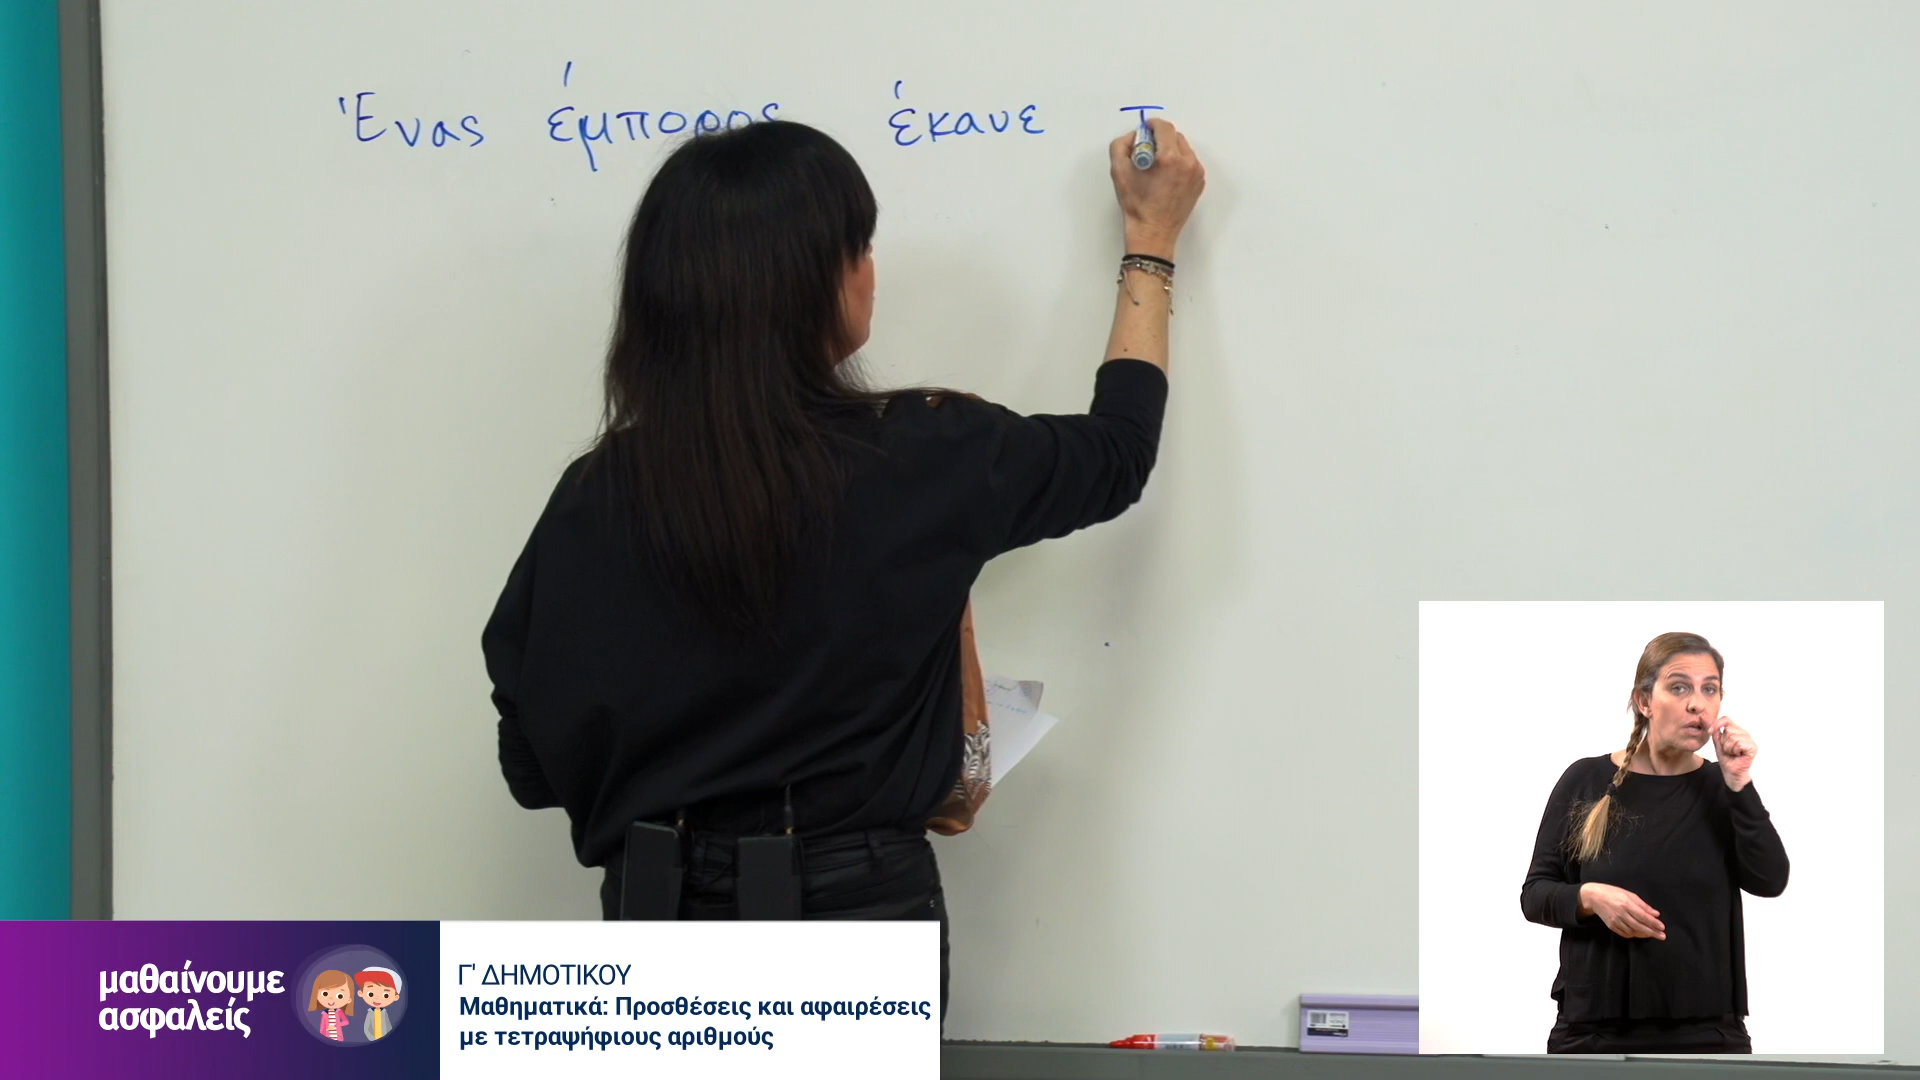 Ένας έμπορος έκανε τ
μαθαίνουμε
ασφαλείς
Γ' ΔΗΜΟΤΙΚΟΥ
Μαθηματικά: Προσθέσεις και αφαιρέσεις
με τετραψήφιους αριθμούς